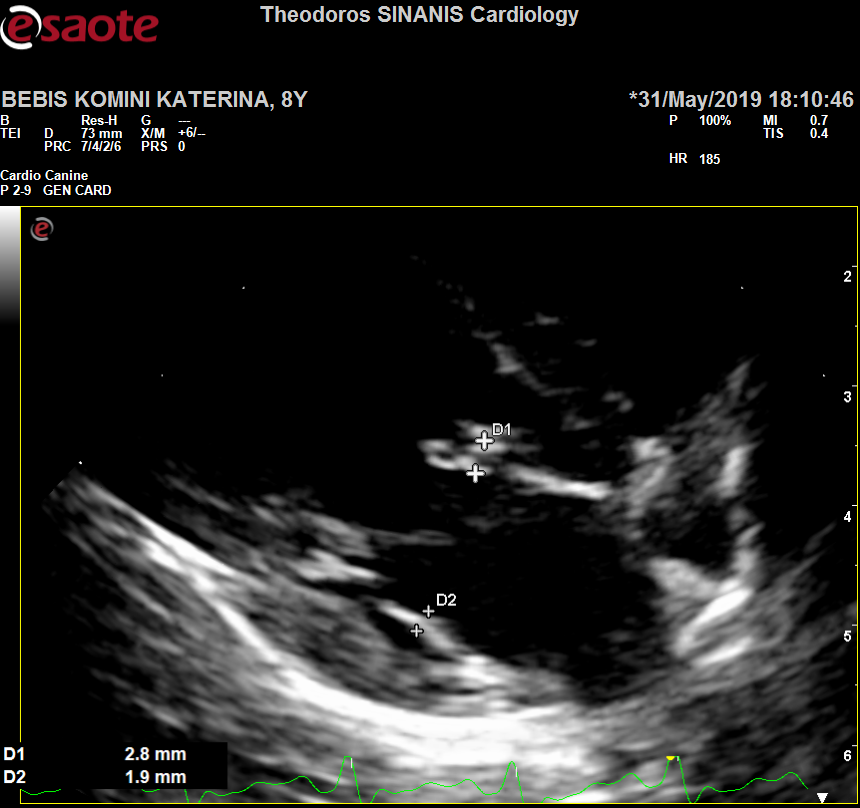 esaote
Theodoros SINANIS Cardiology
BEBIS KOMINI KATERINA, 8Y
*31/May/2019 18:10:46
B Res-H G ---
TEI D 73 mm X/M +6/--
PRC 7/4/2/6 PRS 0
P 100% MI 0.7
TIS 0.4
HR 185
Cardio Canine
P 2-9 GEN CARD
e
2
3
D1
4
D2
5
6
D1 2.8 mm
D2 1.9 mm